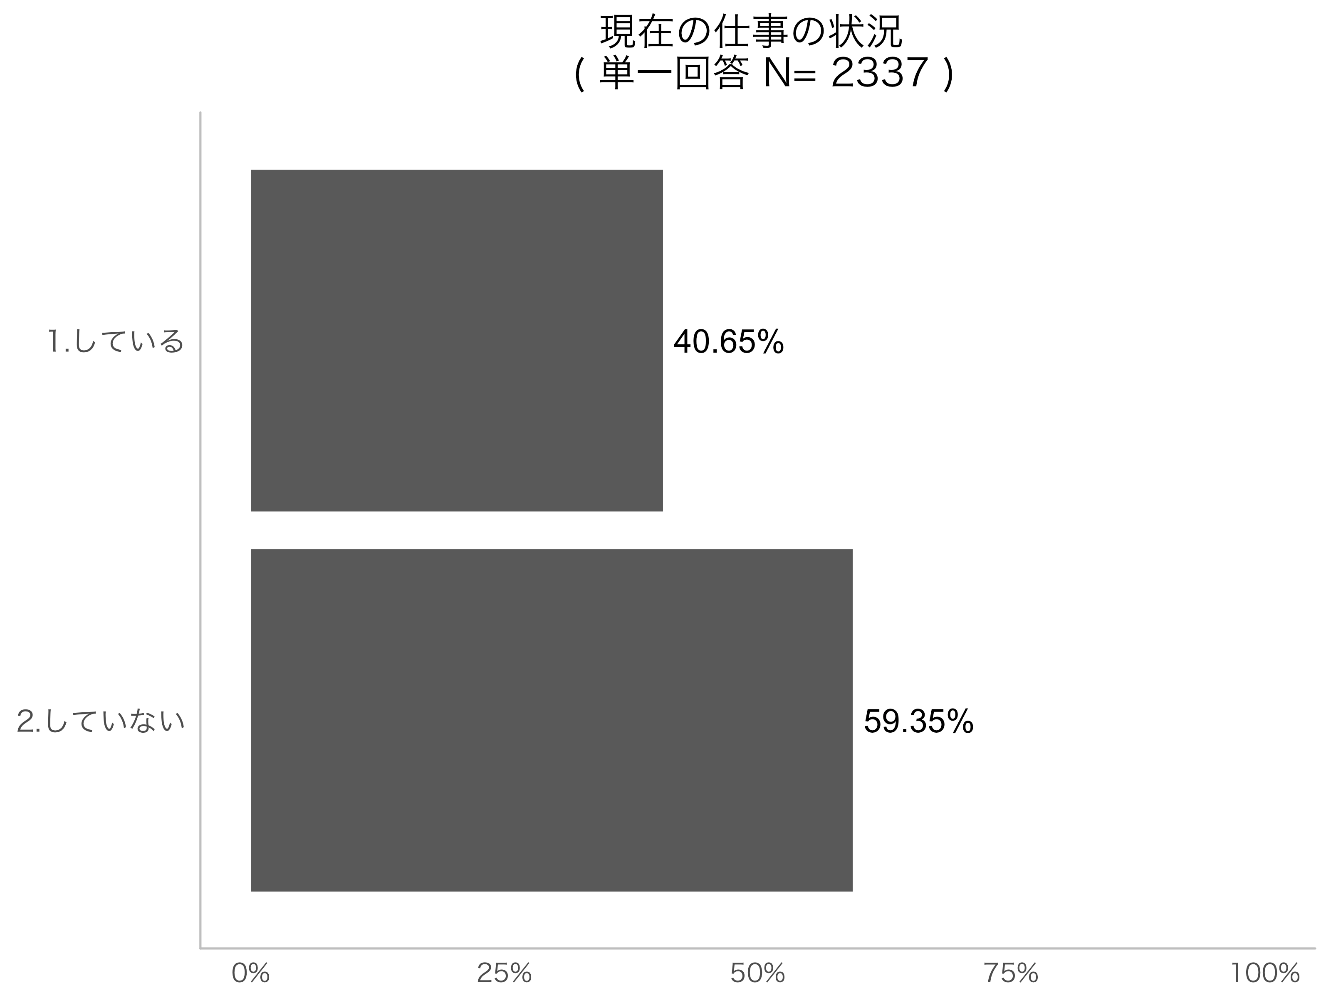 現在の仕事の状況
( 単一回答 N= 2337 )
1.している
40.65%
2.していない
59.35%
0%
25%
50%
75%
100%